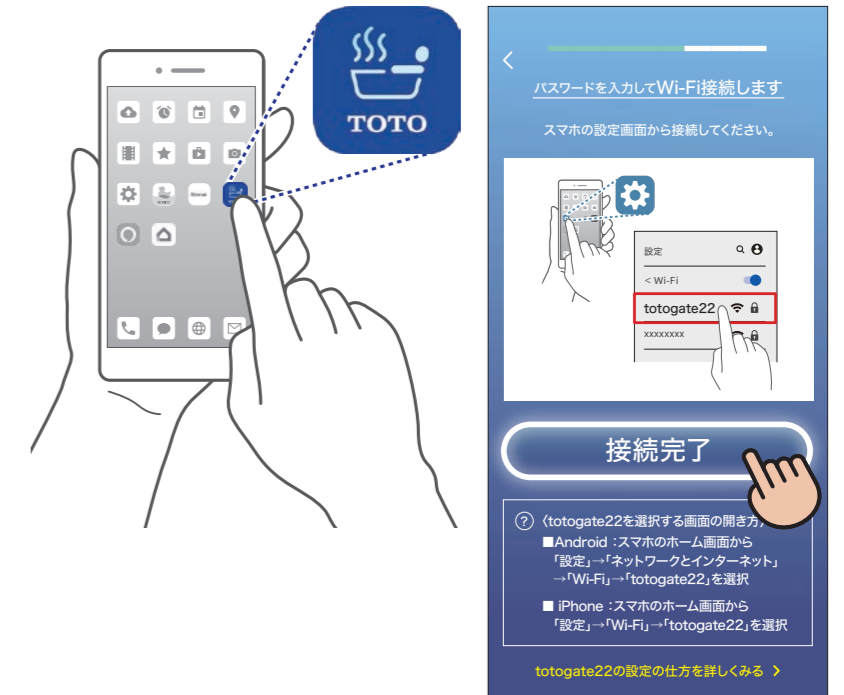 TOTO
パスワードを入力してWi-Fi接続します
スマホの設定画面から接続してください。
設定
< Wi-Fi
totogate22
xxxxxxxx
接続完了
? 〈totogate22を選択する画面の開き方〉
■Android：スマホのホーム画面から
「設定」→「ネットワークとインターネット」
→「Wi-Fi」→「totogate22」を選択
■ iPhone：スマホのホーム画面から
「設定」→「Wi-Fi」→「totogate22」を選択
totogate22の設定の仕方を詳しくみる >